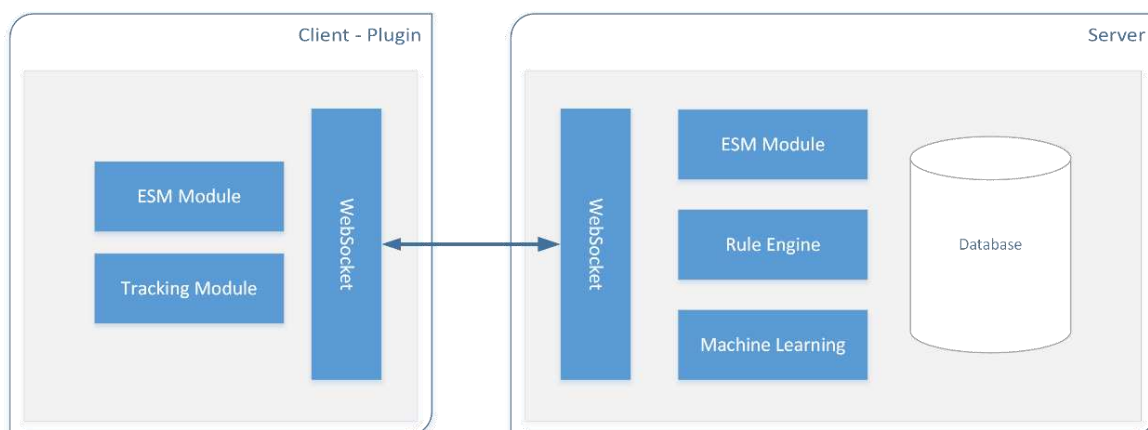 Client - Plugin
ESM Module
Tracking Module
WebSocket
Server
WebSocket
ESM Module
Rule Engine
Machine Learning
Database